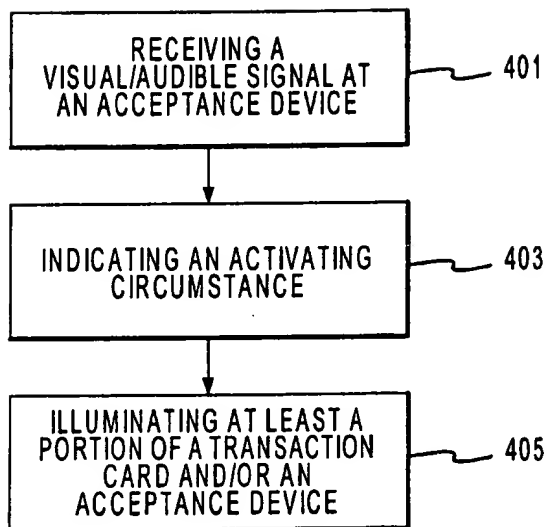 RECEIVING A
VISUAL/AUDIBLE SIGNAL AT
AN ACCEPTANCE DEVICE
401
INDICATING AN ACTIVATING
CIRCUMSTANCE
403
ILLUMINATING AT LEAST A
PORTION OF A TRANSACTION
CARD AND/OR AN
ACCEPTANCE DEVICE
405